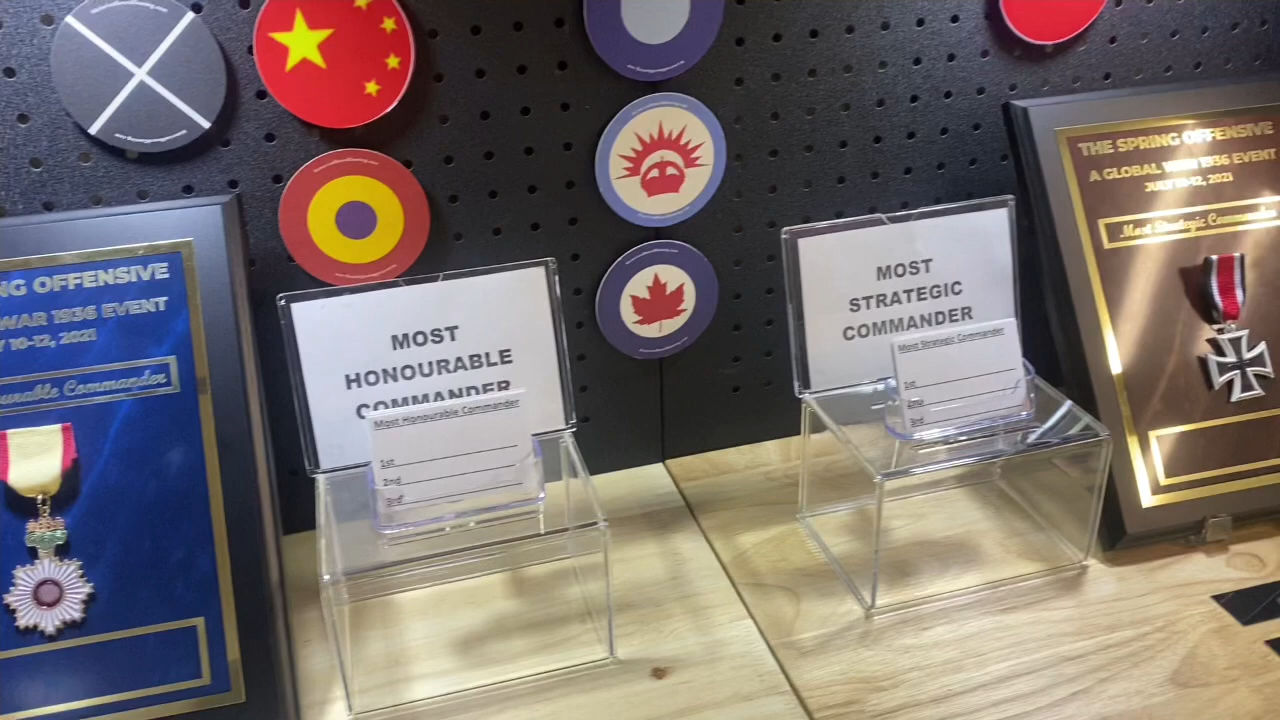 NG OFFENSIVE
WAR 1936 EVENT
Y 10-12, 2021
urable Commander
MOST
HONOURABLE
COMMANDER
Most Honourable Commander
1st
2nd
3rd
MOST
STRATEGIC
COMMANDER
Most Strategic Commander
1st
2nd
3rd
THE SPRING OFFENSIVE
A GLOBAL WAR 1936 EVENT
JULY 10-12, 2021
Most Strategic Commande